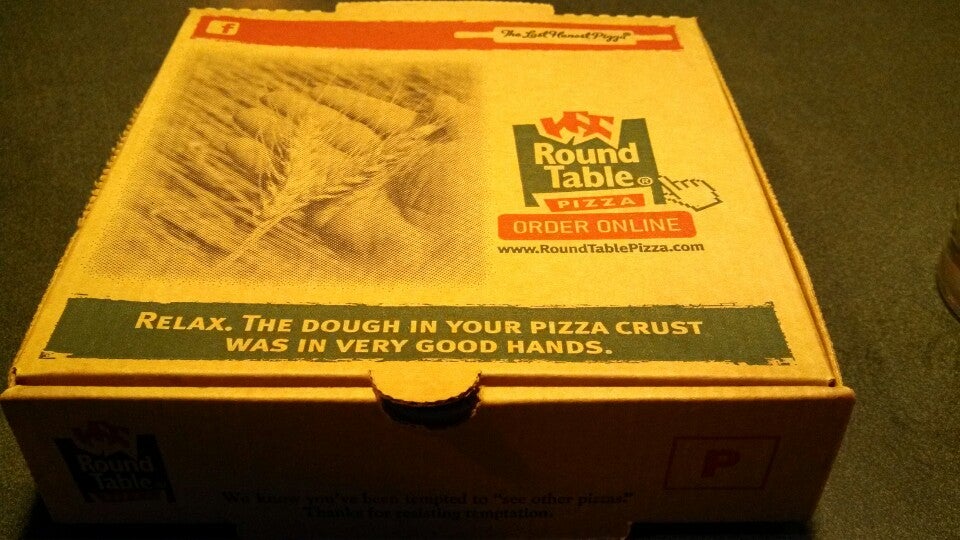 f
The Last Honest Pizza®
Round
Table®
PIZZA
ORDER ONLINE
www.RoundTablePizza.com
RELAX. THE DOUGH IN YOUR PIZZA CRUST
WAS IN VERY GOOD HANDS.
Round
Table
P
We know you've been tempted to "see other pizzas."
Thanks for resisting temptation.